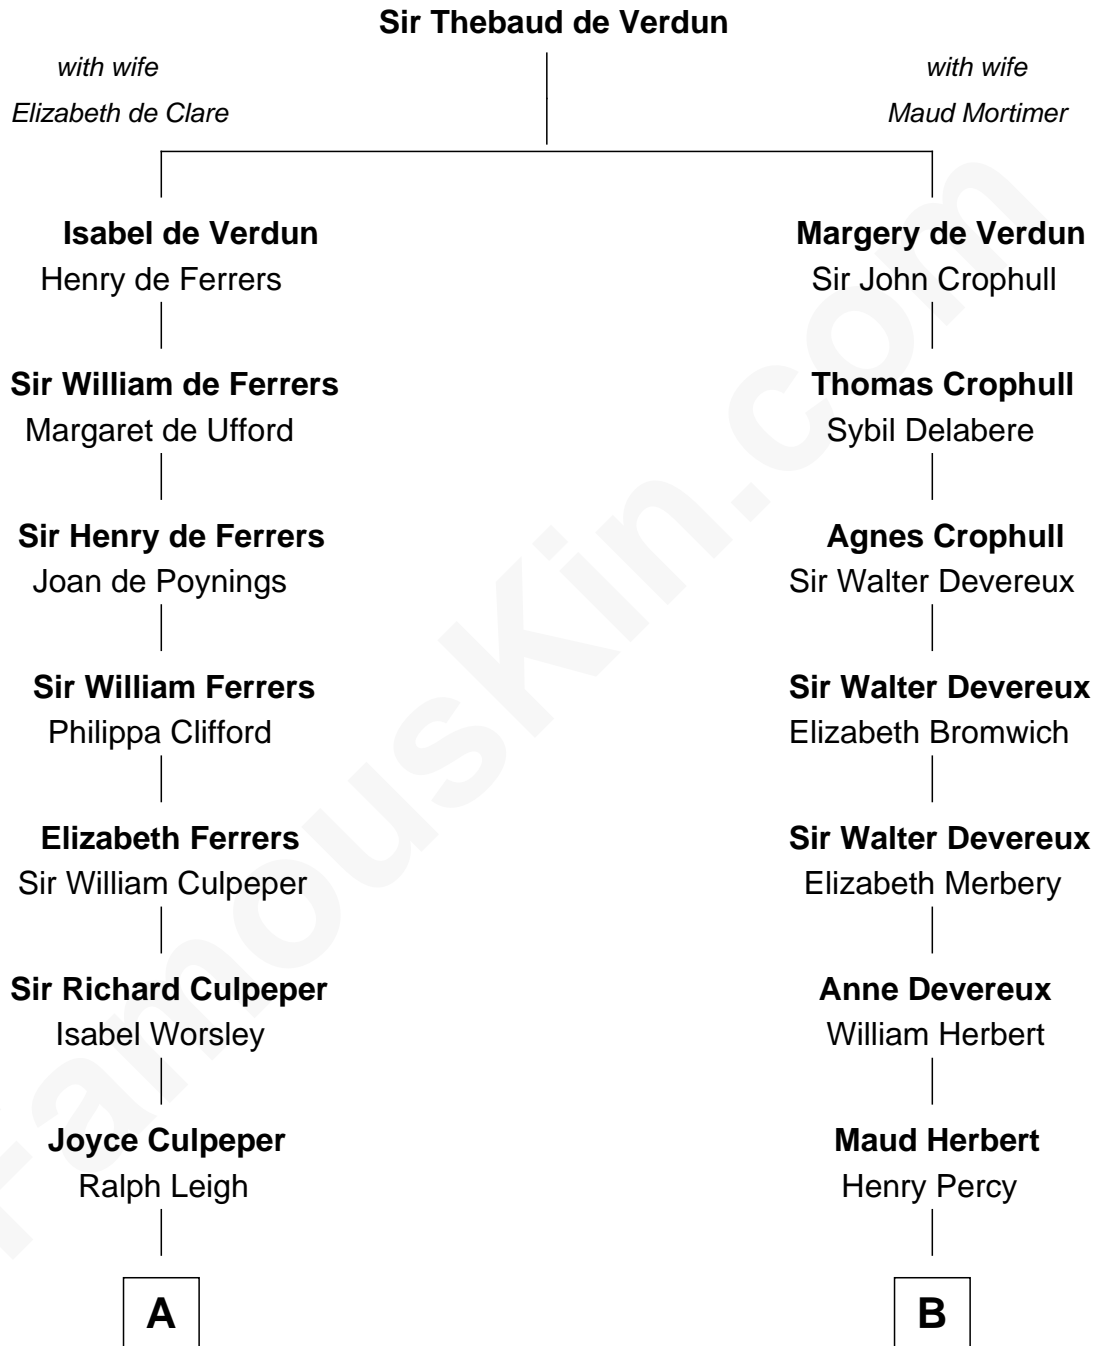 Sir Thebaud de Verdun
with wife
Elizabeth de Clare
with wife
Maud Mortimer
Isabel de Verdun
Henry de Ferrers
Margery de Verdun
Sir John Crophull
Sir William de Ferrers
Margaret de Ufford
Thomas Crophull
Sybil Delabere
Sir Henry de Ferrers
Joan de Poynings
Agnes Crophull
Sir Walter Devereux
Sir William Ferrers
Philippa Clifford
Sir Walter Devereux
Elizabeth Bromwich
Elizabeth Ferrers
Sir William Culpeper
Sir Walter Devereux
Elizabeth Merbery
Sir Richard Culpeper
Isabel Worsley
Anne Devereux
William Herbert
Joyce Culpeper
Ralph Leigh
Maud Herbert
Henry Percy
A
B
FamousKin.com